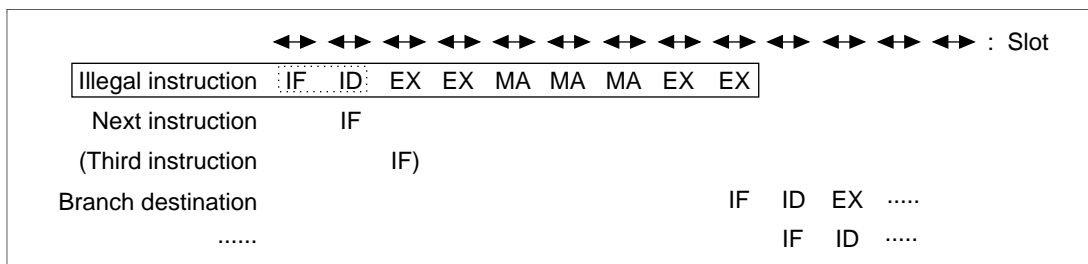 : Slot
Illegal instruction IF ID EX EX MA MA MA EX EX
Next instruction IF
(Third instruction IF)
Branch destination IF ID EX .....
...... IF ID .....